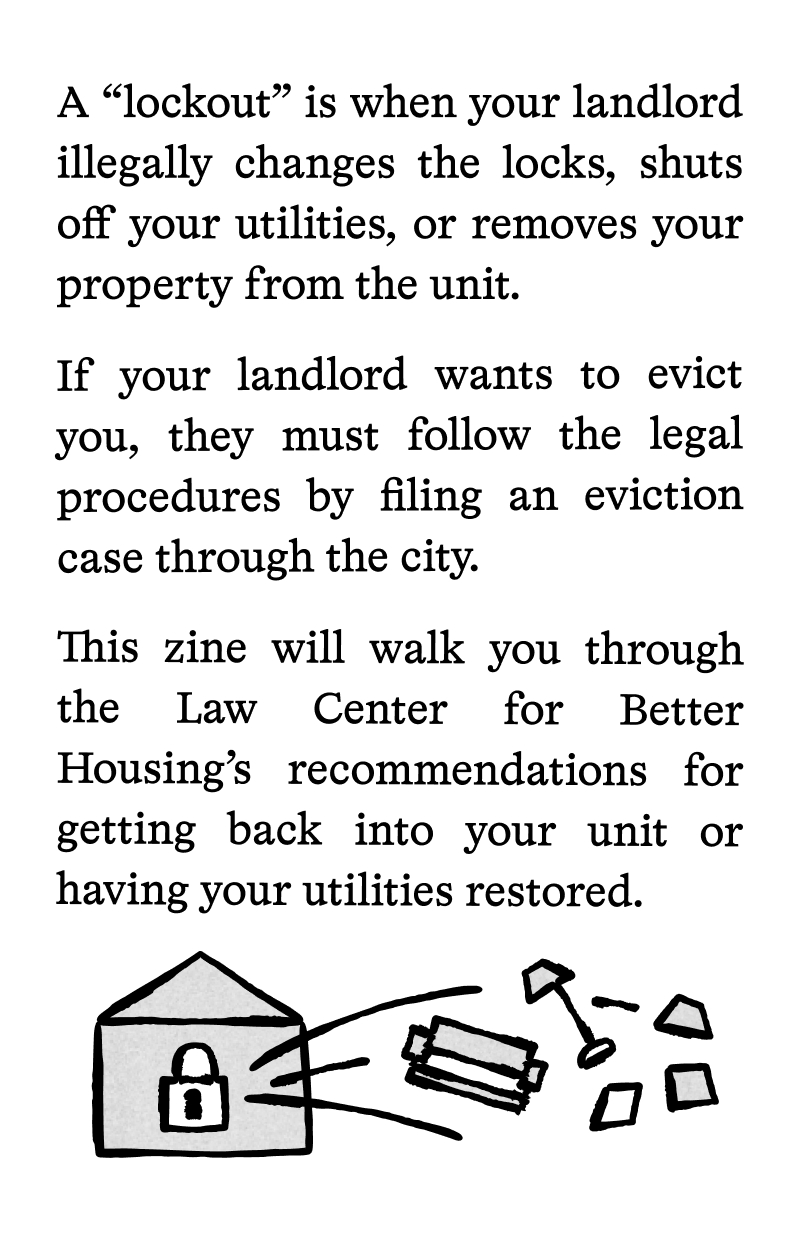 A “lockout” is when your landlord
illegally changes the locks, shuts
off your utilities, or removes your
property from the unit.
If your landlord wants to evict
you, they must follow the legal
procedures by filing an eviction
case through the city.
This zine will walk you through
the Law Center for Better
Housing’s recommendations for
getting back into your unit or
having your utilities restored.